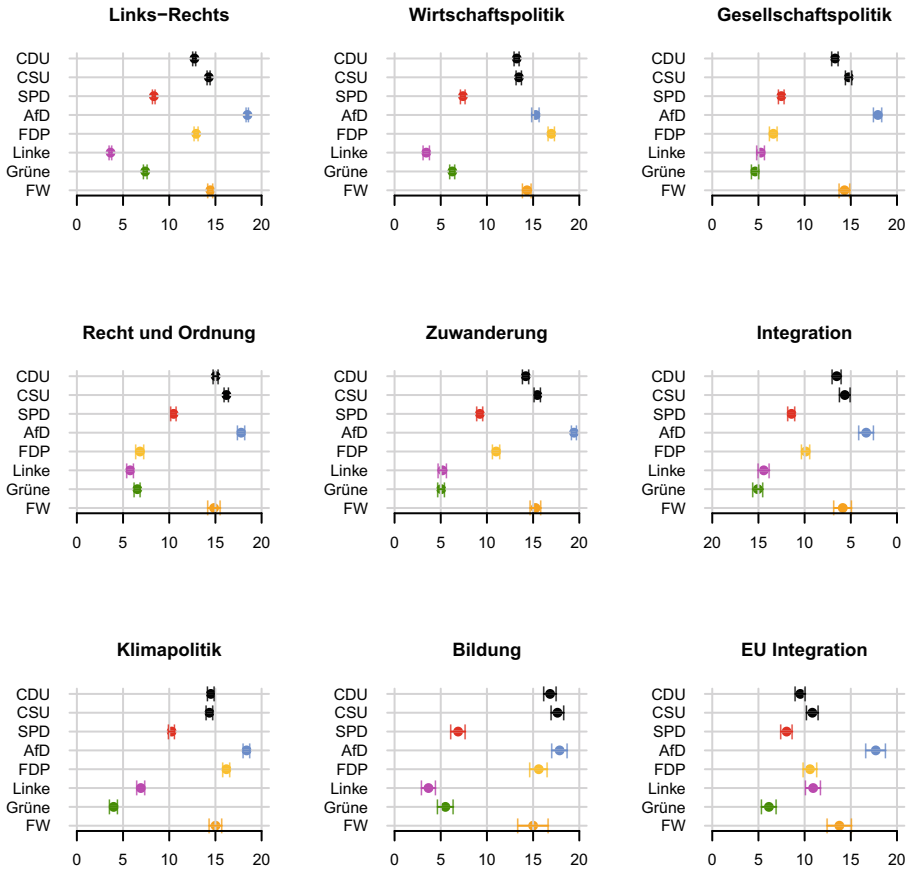 Links−Rechts
CDU
CSU
SPD
AfD
FDP
Linke
Grüne
FW
0 5 10 15 20
Wirtschaftspolitik
CDU
CSU
SPD
AfD
FDP
Linke
Grüne
FW
0 5 10 15 20
Gesellschaftspolitik
CDU
CSU
SPD
AfD
FDP
Linke
Grüne
FW
0 5 10 15 20
Recht und Ordnung
CDU
CSU
SPD
AfD
FDP
Linke
Grüne
FW
0 5 10 15 20
Zuwanderung
CDU
CSU
SPD
AfD
FDP
Linke
Grüne
FW
0 5 10 15 20
Integration
CDU
CSU
SPD
AfD
FDP
Linke
Grüne
FW
20 15 10 5 0
Klimapolitik
CDU
CSU
SPD
AfD
FDP
Linke
Grüne
FW
0 5 10 15 20
Bildung
CDU
CSU
SPD
AfD
FDP
Linke
Grüne
FW
0 5 10 15 20
EU Integration
CDU
CSU
SPD
AfD
FDP
Linke
Grüne
FW
0 5 10 15 20